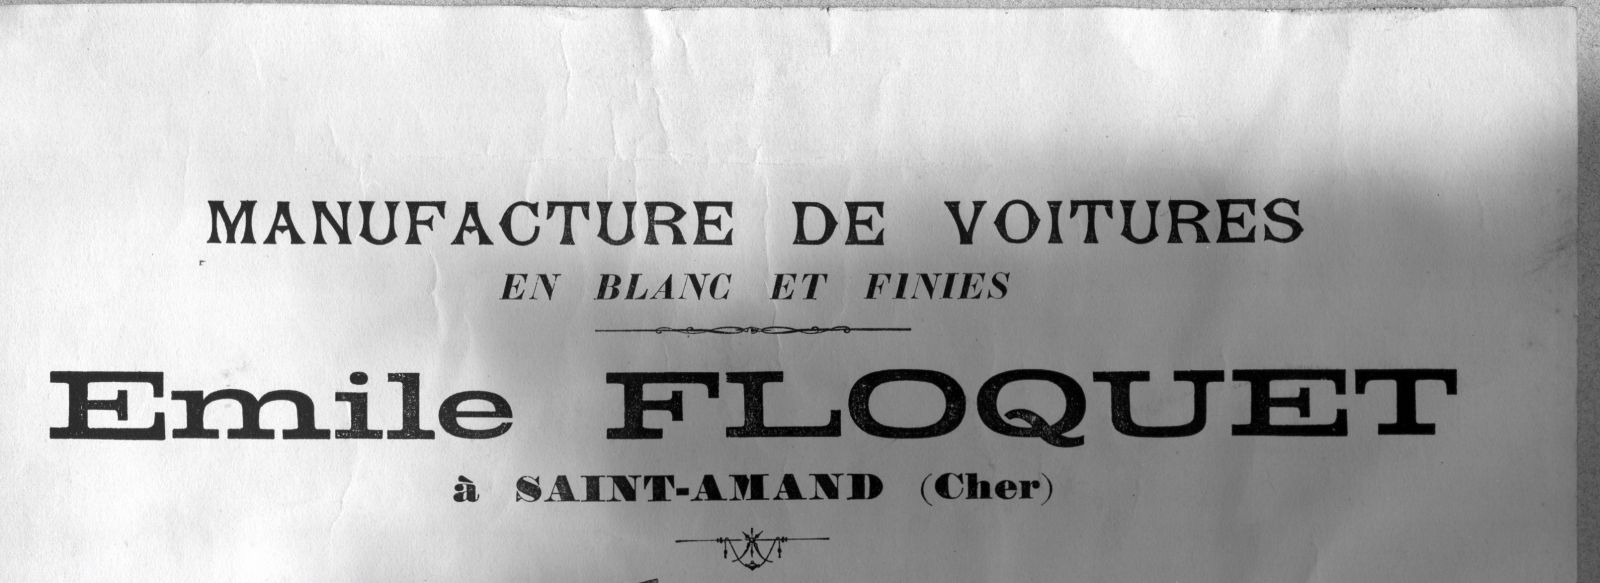 MANUFACTURE DE VOITURES
EN BLANC ET FINIES
Emile FLOQUET
à SAINT-AMAND (Cher)